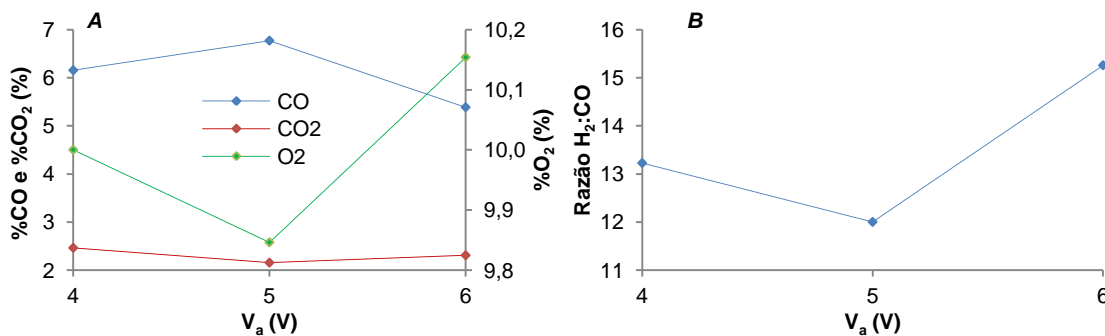 A
%CO e %CO₂ (%)
7
6
5
4
3
2
CO
CO2
O2
10,2
10,1
10,0
9,9
9,8
%O₂ (%)
4 5 6
Vₐ (V)
B
Razão H₂:CO
16
15
14
13
12
11
4 5 6
Vₐ (V)